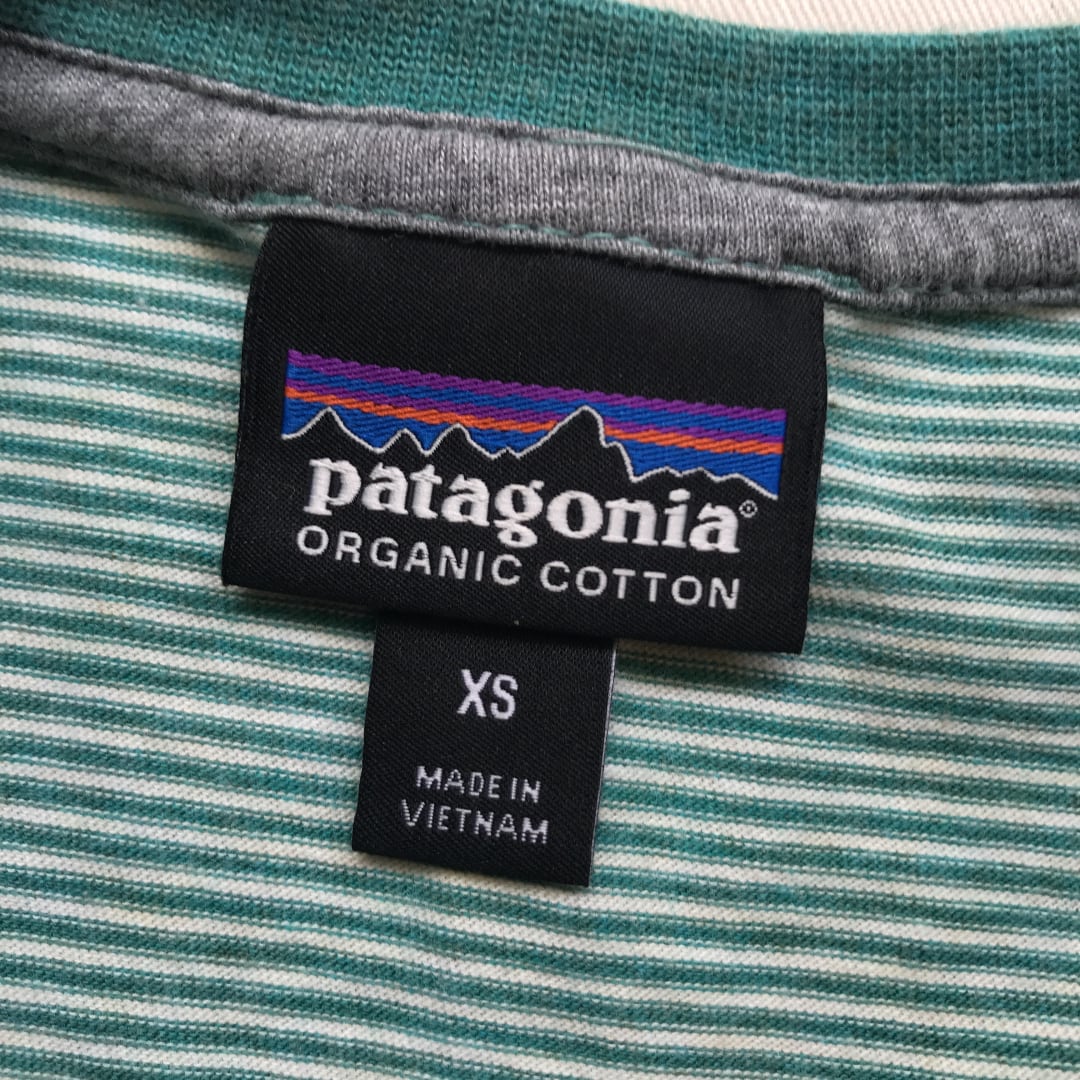 patagonia®
ORGANIC COTTON
XS
MADE IN
VIETNAM